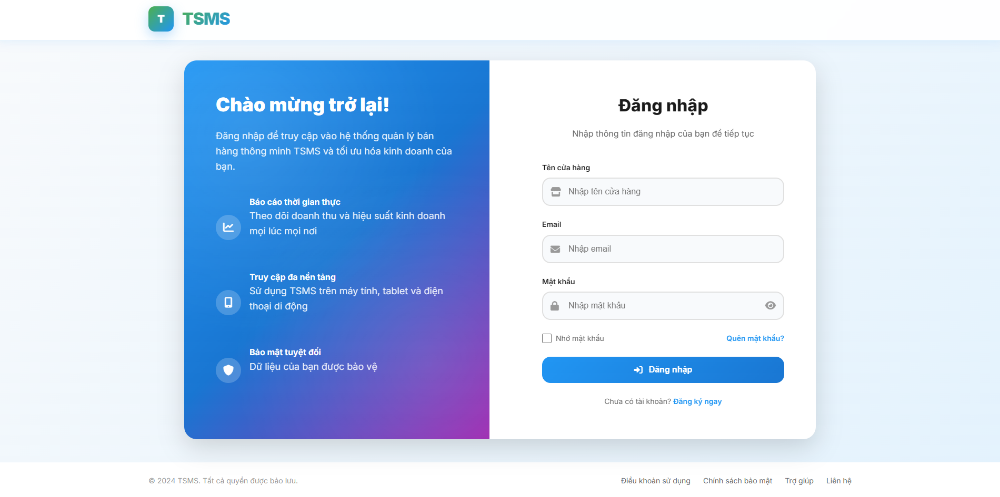 T
TSMS
Chào mừng trở lại!
Đăng nhập để truy cập vào hệ thống quản lý bán
hàng thông minh TSMS và tối ưu hóa kinh doanh của
bạn.
Báo cáo thời gian thực
Theo dõi doanh thu và hiệu suất kinh doanh
mọi lúc mọi nơi
Truy cập đa nền tảng
Sử dụng TSMS trên máy tính, tablet và điện
thoại di động
Bảo mật tuyệt đối
Dữ liệu của bạn được bảo vệ
Đăng nhập
Nhập thông tin đăng nhập của bạn để tiếp tục
Tên cửa hàng
Nhập tên cửa hàng
Email
Nhập email
Mật khẩu
Nhập mật khẩu
Nhớ mật khẩu
Quên mật khẩu?
Đăng nhập
Chưa có tài khoản? Đăng ký ngay
© 2024 TSMS. Tất cả quyền được bảo lưu.
Điều khoản sử dụng
Chính sách bảo mật
Trợ giúp
Liên hệ